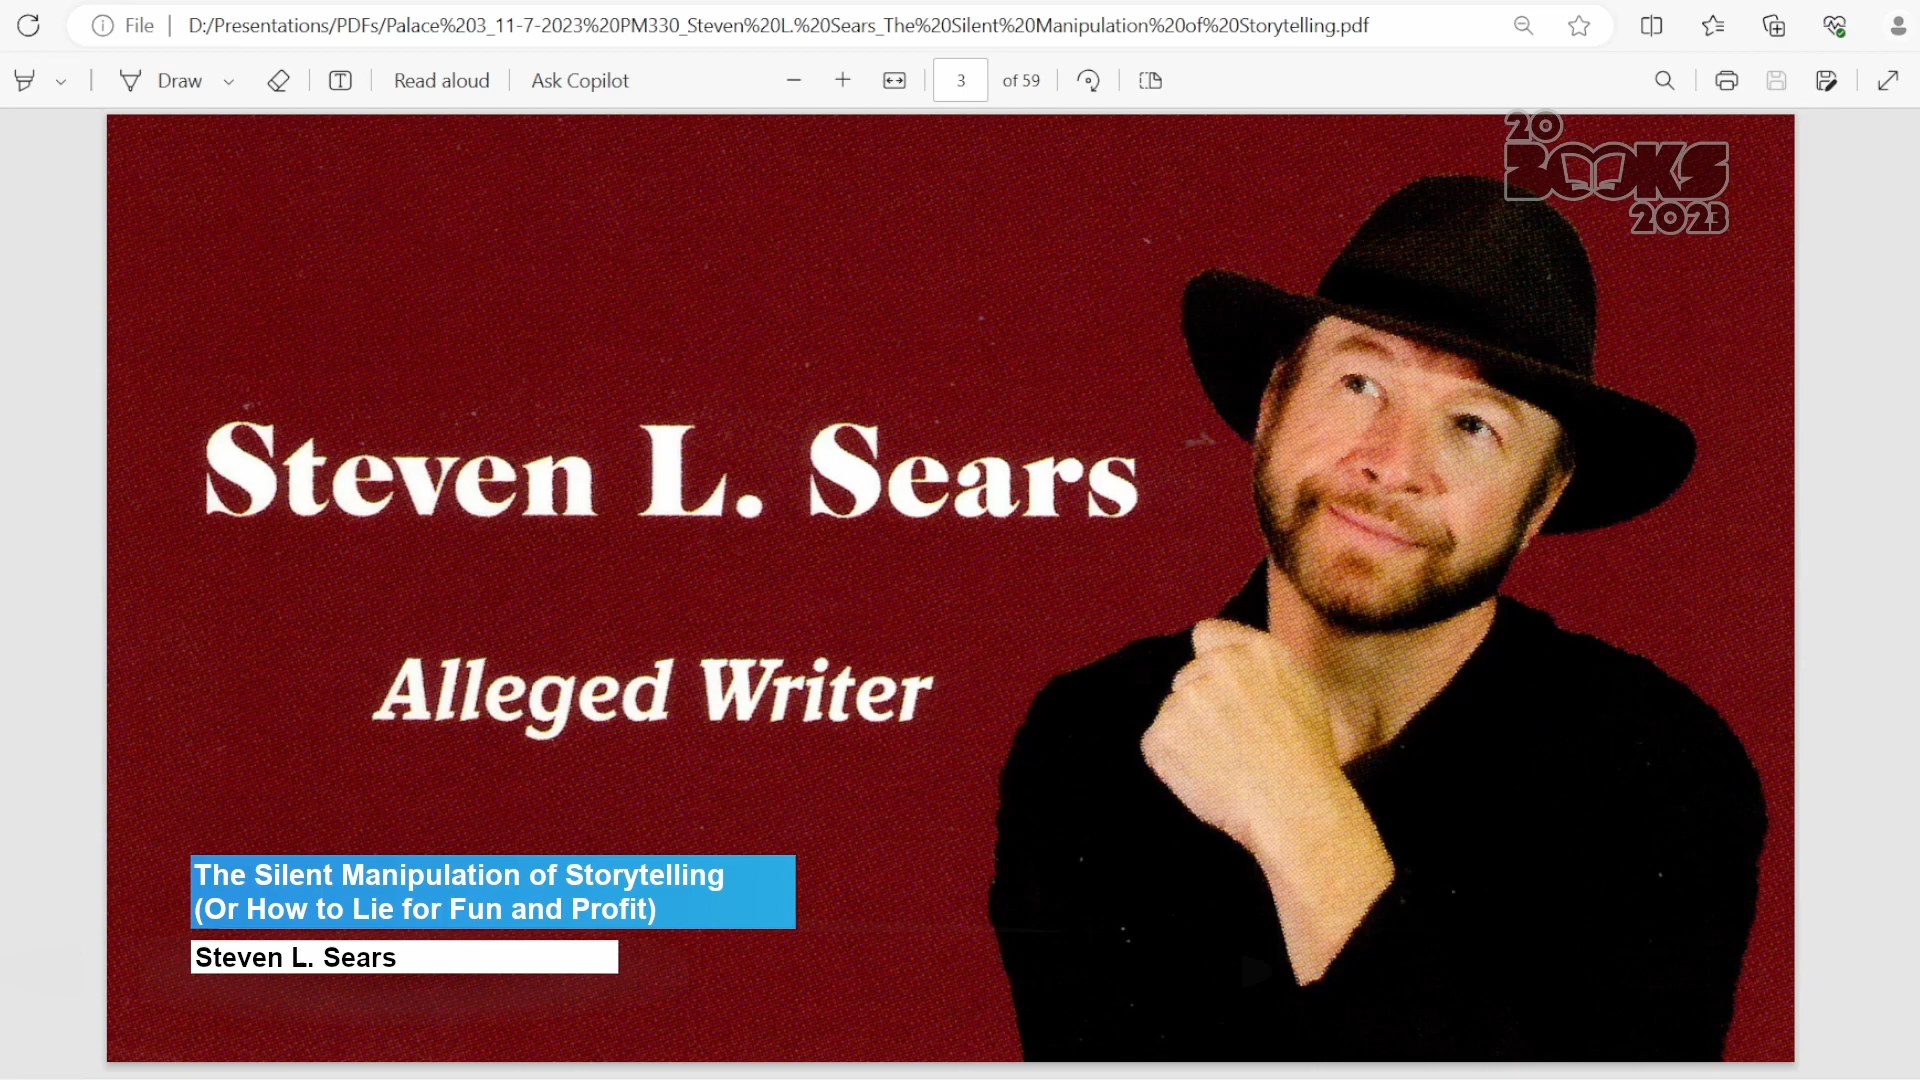 File
D:/Presentations/PDFs/Palace%203_11-7-2023%20PM330_Steven%20L.%20Sears_The%20Silent%20Manipulation%20of%20Storytelling.pdf
Draw
Read aloud
Ask Copilot
3 of 59
20
BOOKS
2023
Steven L. Sears
Alleged Writer
The Silent Manipulation of Storytelling
(Or How to Lie for Fun and Profit)
Steven L. Sears